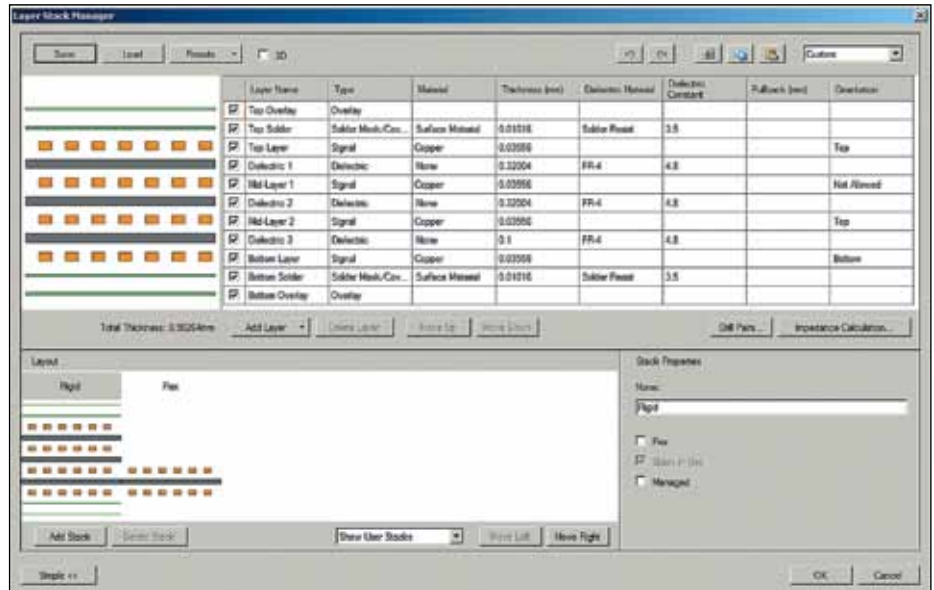 Layer Stack Manager
Save Load Presets 3D Custom
Layer Name Type Material Thickness (mm) Dielectric Material Dielectric Constant Pullback (mm) Orientation
Top Overlay Overlay
Top Solder Solder Mask/Cov... Surface Material 0.01016 Solder Resist 3.5
Top Layer Signal Copper 0.03556 Top
Dielectric 1 Dielectric None 0.32004 FR-4 4.8
Mid-Layer 1 Signal Copper 0.03556 Not Allowed
Dielectric 2 Dielectric None 0.32004 FR-4 4.8
Mid-Layer 2 Signal Copper 0.03556 Top
Dielectric 3 Dielectric None 0.1 FR-4 4.8
Bottom Layer Signal Copper 0.03556 Bottom
Bottom Solder Solder Mask/Cov... Surface Material 0.01016 Solder Resist 3.5
Bottom Overlay Overlay
Total Thickness: Add Layer Delete Layer Move Up Move Down Drill Pairs... Impedance Calculation...
Layout
Rigid Flex
Stack Properties
Name:
Rigid
Flex
Managed
Add Stack Delete Stack Show User Stacks Move Left Move Right
Simple << OK Cancel